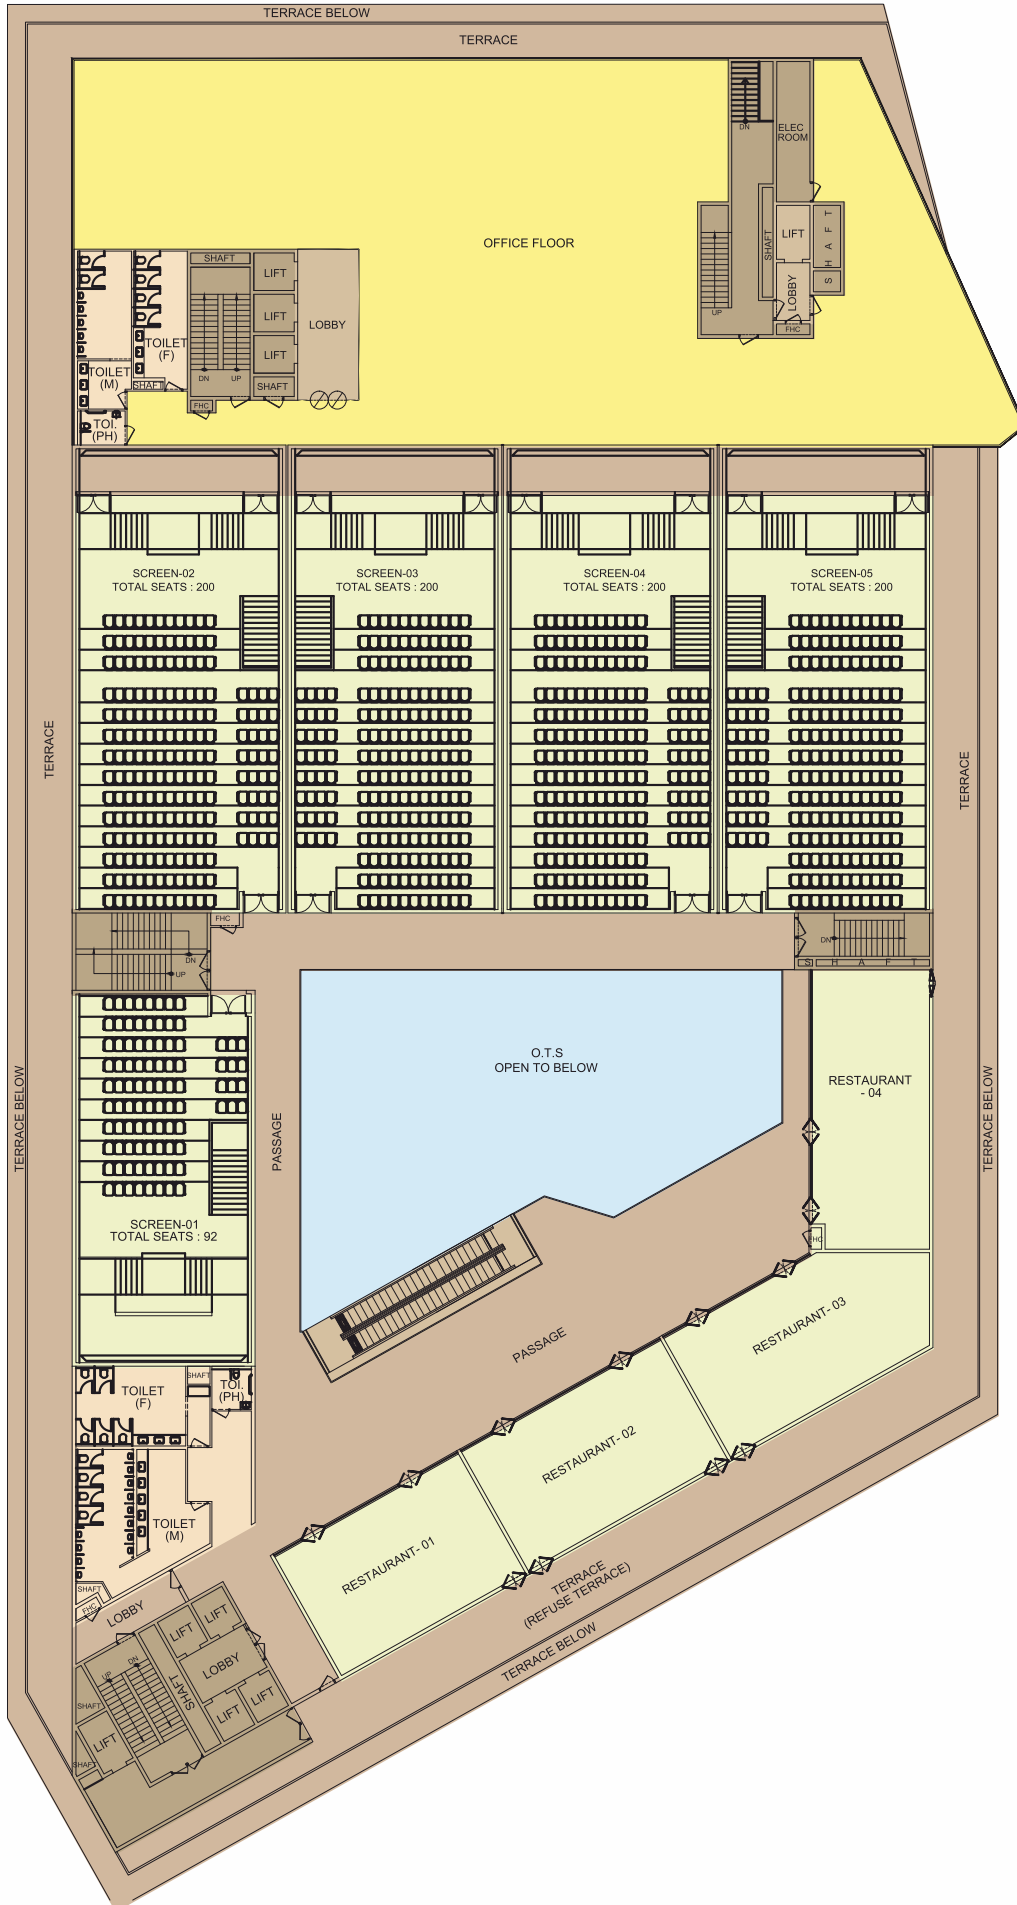 TERRACE BELOW
TERRACE
DN
ELEC
ROOM
OFFICE FLOOR
LIFT
SHAFT
SHAFT
LOBBY
UP
FHC
SHAFT
LIFT
LIFT
LIFT
LOBBY
TOILET
(F)
TOILET
(M)
SHAFT
DN
UP
SHAFT
FHC
TOI.
(PH)
SCREEN-02
TOTAL SEATS : 200
SCREEN-03
TOTAL SEATS : 200
SCREEN-04
TOTAL SEATS : 200
SCREEN-05
TOTAL SEATS : 200
TERRACE
TERRACE
FHC
DN
UP
DN
SHAFT
O.T.S
OPEN TO BELOW
RESTAURANT
- 04
TERRACE BELOW
PASSAGE
TERRACE BELOW
SCREEN-01
TOTAL SEATS : 92
FHC
PASSAGE
RESTAURANT- 03
SHAFT
TOI.
(PH)
TOILET
(F)
RESTAURANT- 02
TOILET
(M)
RESTAURANT- 01
TERRACE
(REFUSE TERRACE)
TERRACE BELOW
SHAFT
FHC
LOBBY
LIFT
LIFT
LOBBY
UP
DN
SHAFT
SHAFT
LIFT
LIFT
LIFT
SHAFT